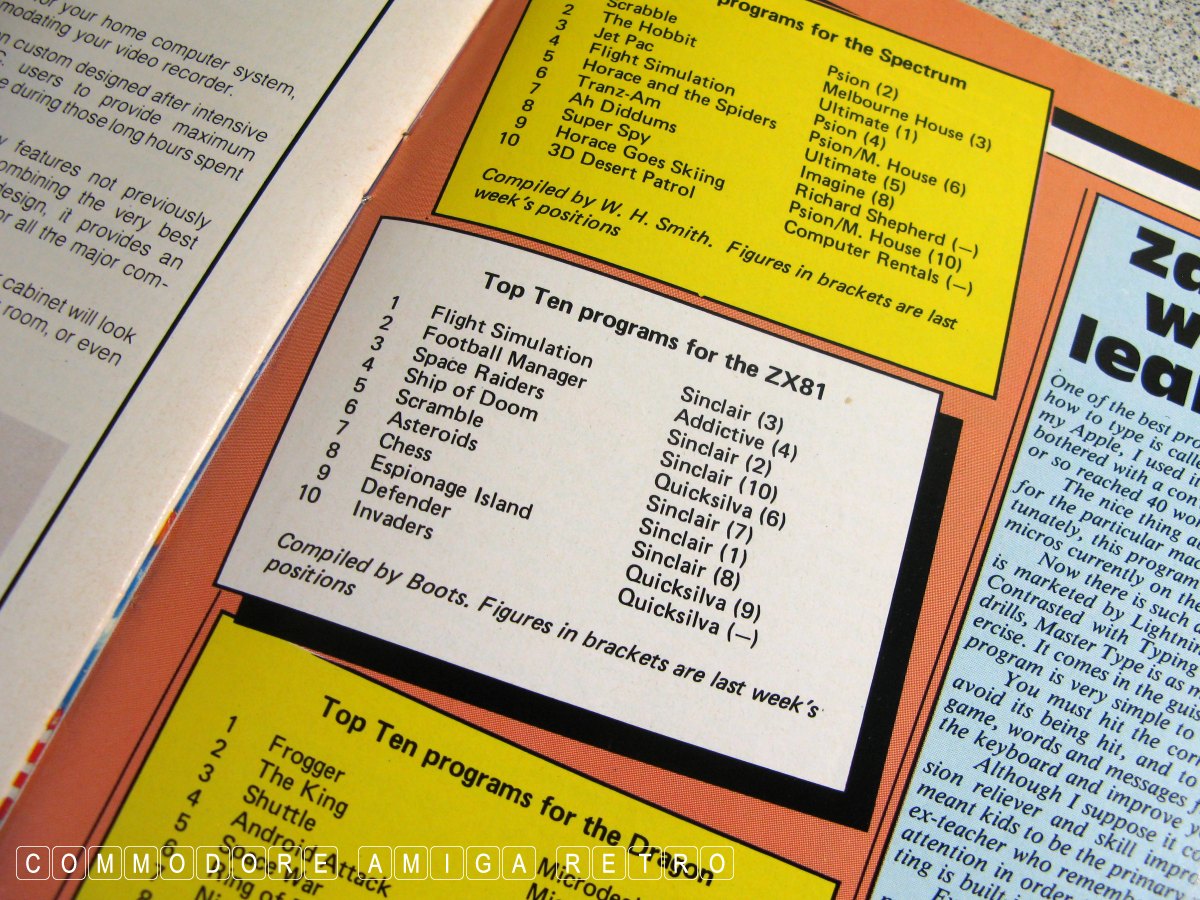 for your home computer system,
modating your video recorder.
custom designed after intensive
users to provide maximum
during those long hours spent
features not previously
ombining the very best
design, it provides an
or all the major com-
cabinet will look
room, or even
programs for the Spectrum
Scrabble Psion (2)
2 The Hobbit Melbourne House (3)
3 Jet Pac Ultimate (1)
4 Flight Simulation Psion (4)
5 Horace and the Spiders Psion/M. House (6)
6 Tranz-Am Ultimate (5)
7 Ah Diddums Imagine (8)
8 Super Spy Richard Shepherd (—)
9 Horace Goes Skiing Psion/M. House (10)
10 3D Desert Patrol Computer Rentals (—)
Compiled by W. H. Smith. Figures in brackets are last
week's positions
Top Ten programs for the ZX81
1 Flight Simulation Sinclair (3)
2 Football Manager Addictive (4)
3 Space Raiders Sinclair (2)
4 Ship of Doom Sinclair (10)
5 Scramble Quicksilva (6)
6 Asteroids Sinclair (7)
7 Chess Sinclair (1)
8 Espionage Island Sinclair (8)
9 Defender Quicksilva (9)
10 Invaders Quicksilva (—)
Compiled by Boots. Figures in brackets are last week's
positions
Top Ten programs for the Dragon
1 Frogger
2 The King
3 Shuttle
4 Android Attack
5 Space War
6
8
za
w
lea
One of the best
how to type is
my Apple, I used
bothered with a
or so reached 40
The nice thing
for the particular
tunately, this
micros currently on
Now there is such
is marketed by
Contrasted with Typing
drills, Master Type is as
ercise. It comes in the
program is very simple to
You must hit the
avoid its being hit, and to
game, words and messages
the keyboard and improve
Although I suppose it
sion reliever and skill
meant kids to be the primary
ex-teacher who
attention in order
ting is built
COMMODORE AMIGA RETRO